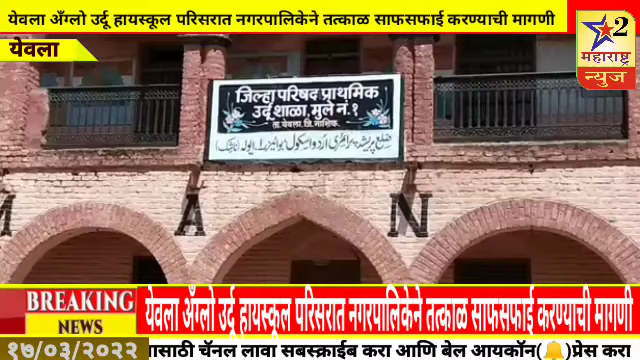 येवला अँग्लो उर्दू हायस्कूल परिसरात नगरपालिकेने तत्काळ साफसफाई करण्याची मागणी
येवला
2
महाराष्ट्र
न्युज
जिल्हा परिषद प्राथमिक
उर्दू शाळा, मुले नं. १
ता. येवला, जि. नाशिक.
M A N
BREAKING
NEWS
येवला अँग्लो उर्दू हायस्कूल परिसरात नगरपालिकेने तत्काळ साफसफाई करण्याची मागणी
१७/०३/२०२२
ासाठी चॅनल लावा सबस्क्राईब करा आणि बेल आयकॉन(🔔)प्रेस करा